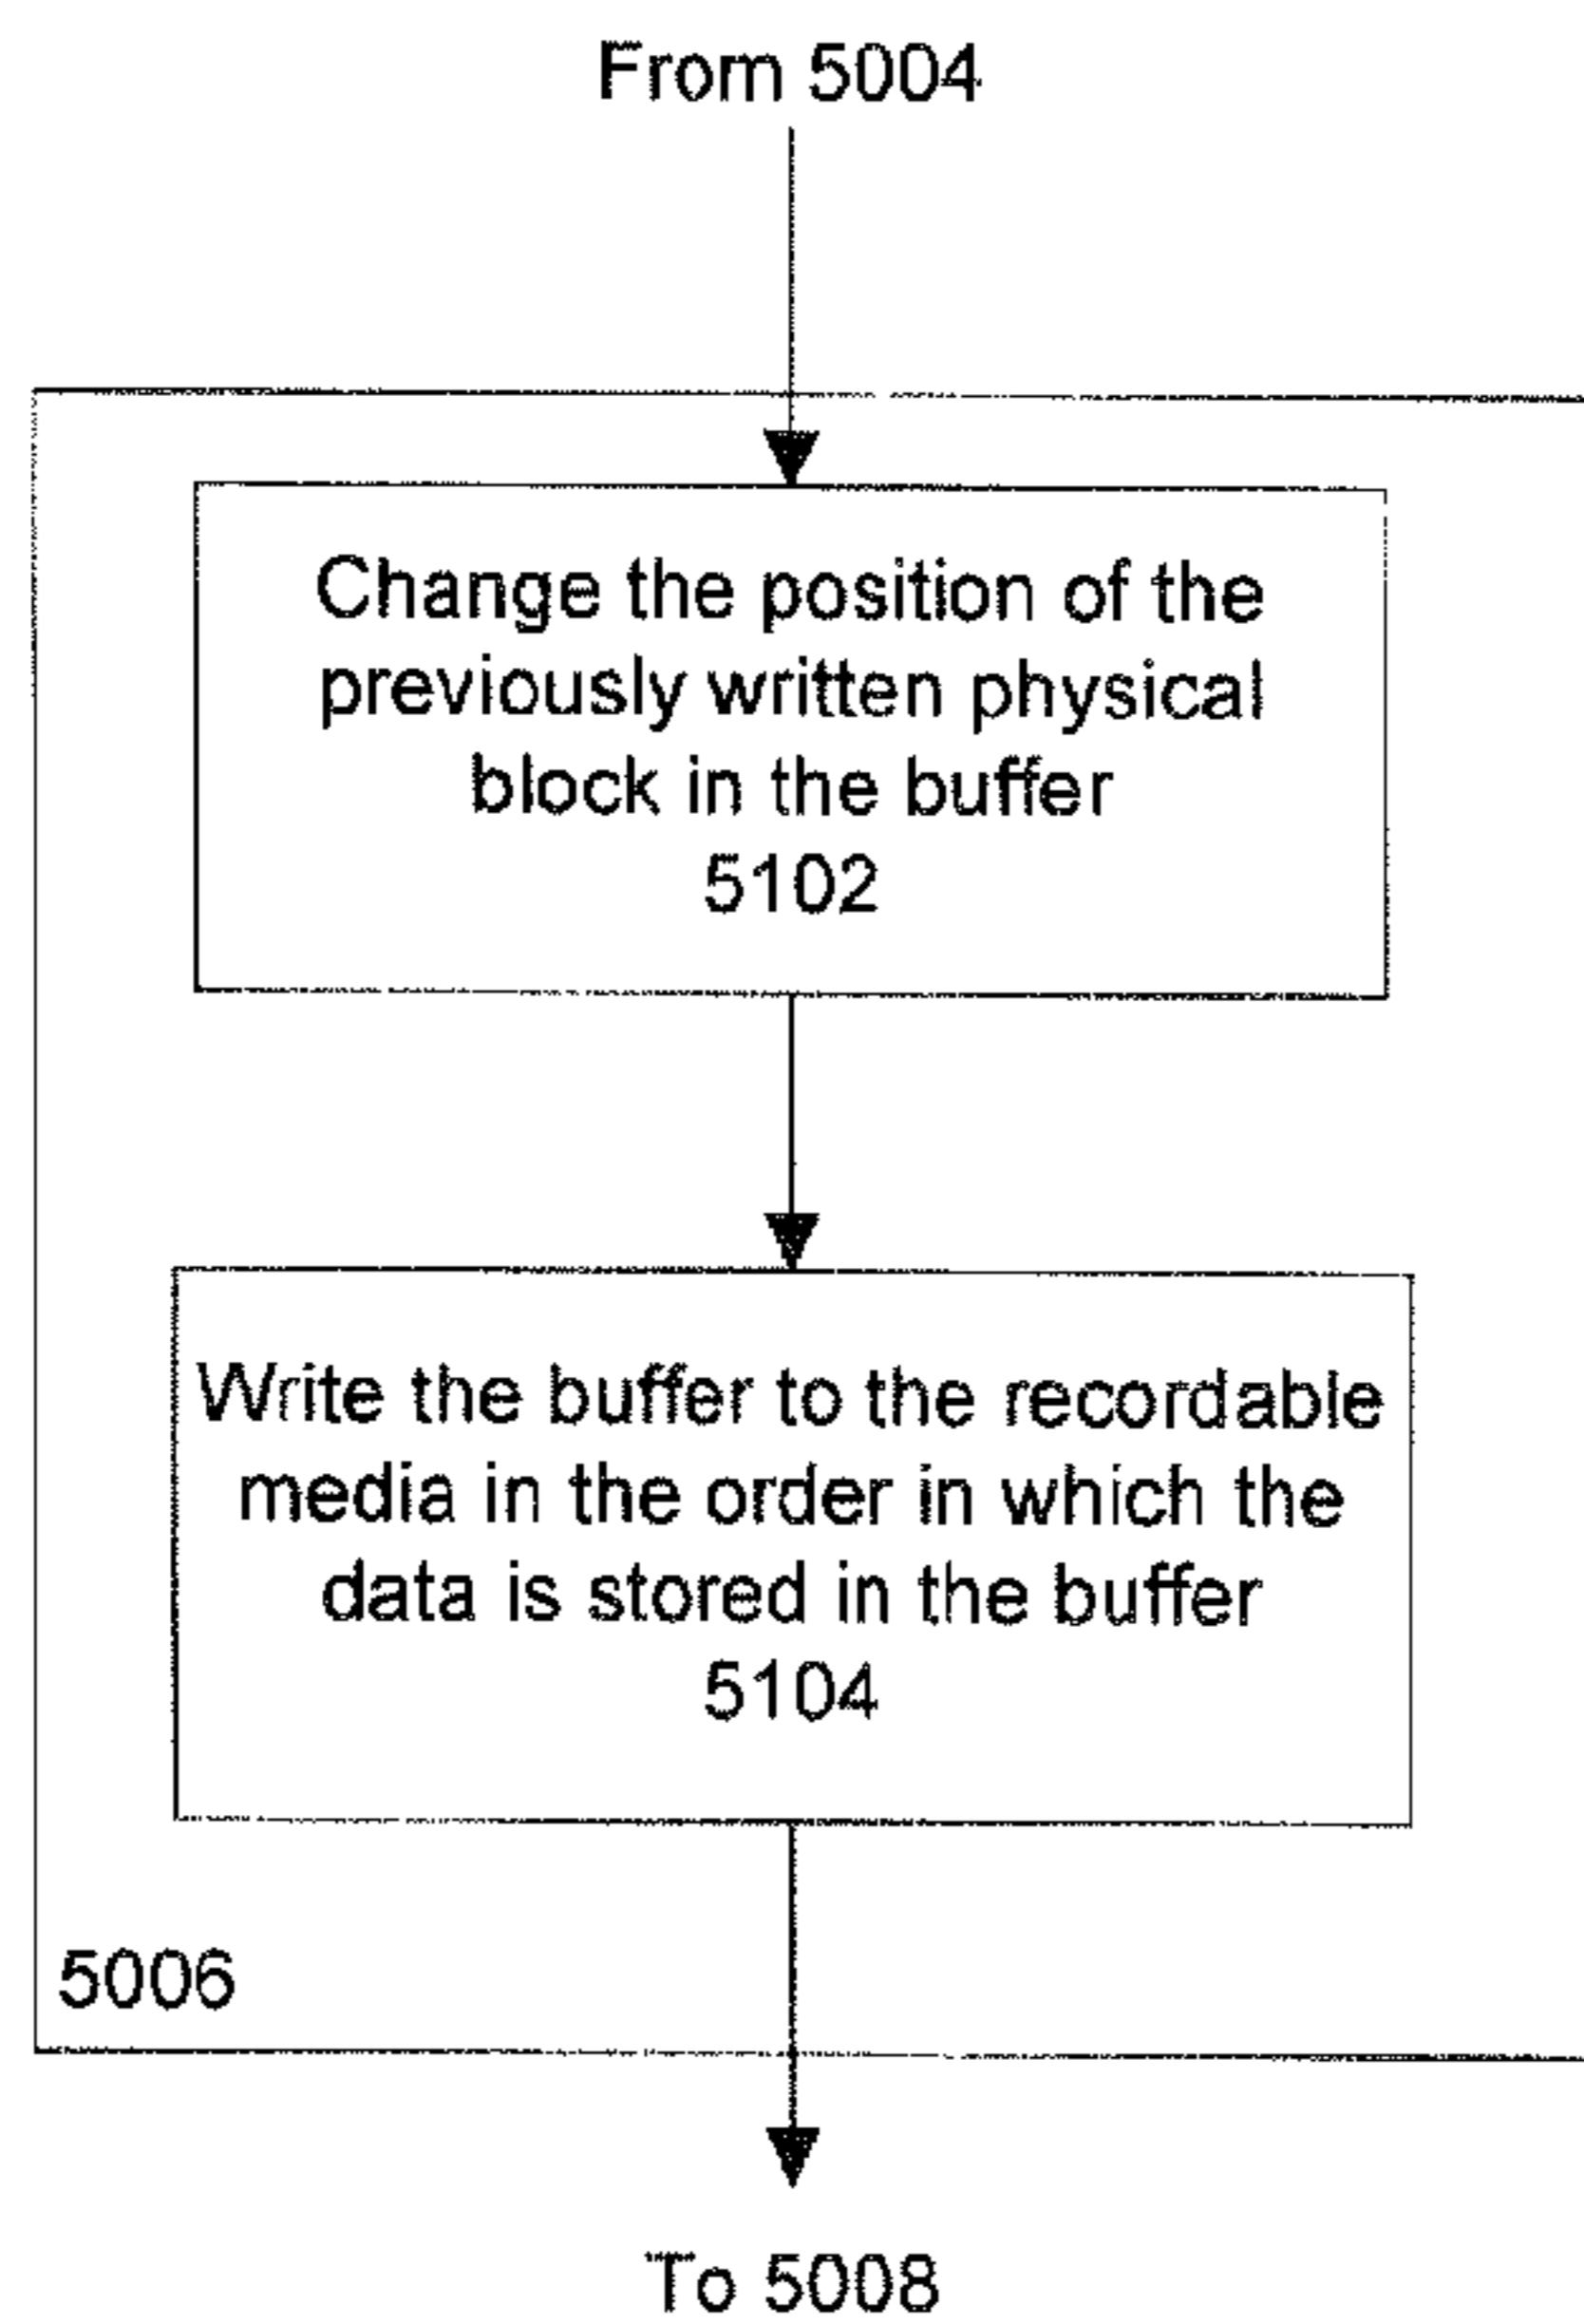 From 5004
Change the position of the
previously written physical
block in the buffer
5102
Write the buffer to the recordable
media in the order in which the
data is stored in the buffer
5104
5006
To 5008